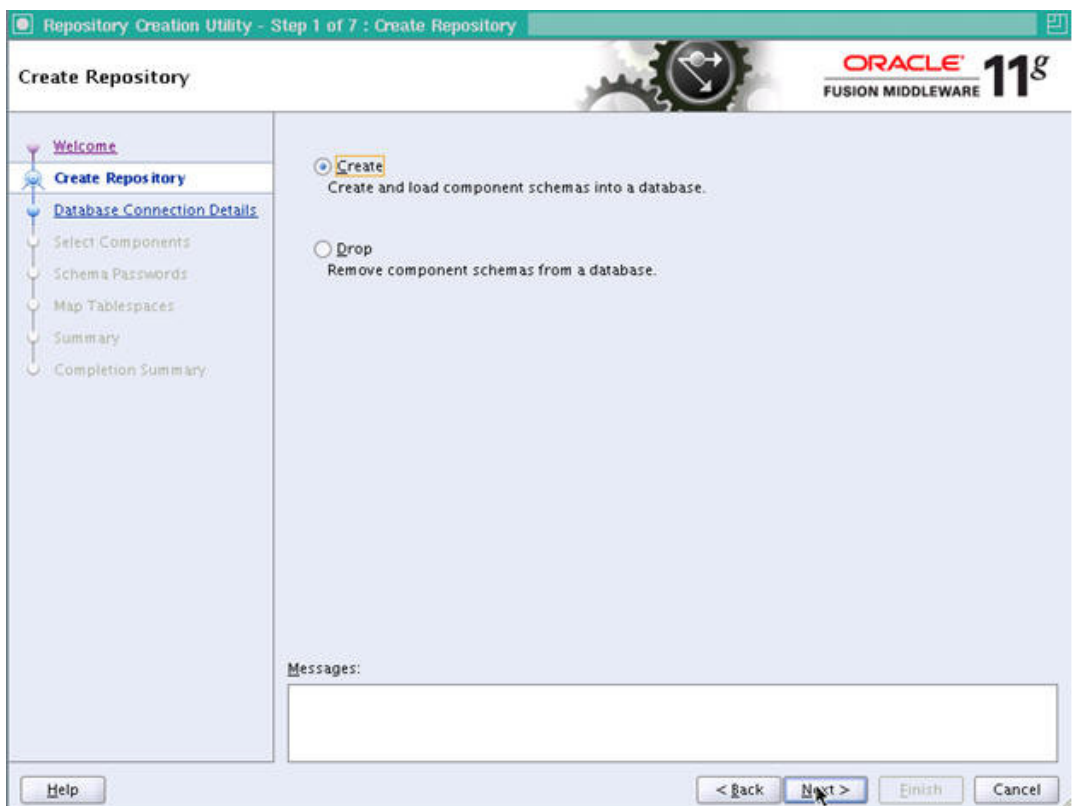 Repository Creation Utility - Step 1 of 7 : Create Repository
Create Repository
ORACLE
FUSION MIDDLEWARE
11g
Welcome
Create Repository
Database Connection Details
Select Components
Schema Passwords
Map Tablespaces
Summary
Completion Summary
Create
Create and load component schemas into a database.
Drop
Remove component schemas from a database.
Messages:
Help
< Back
Next >
Finish
Cancel